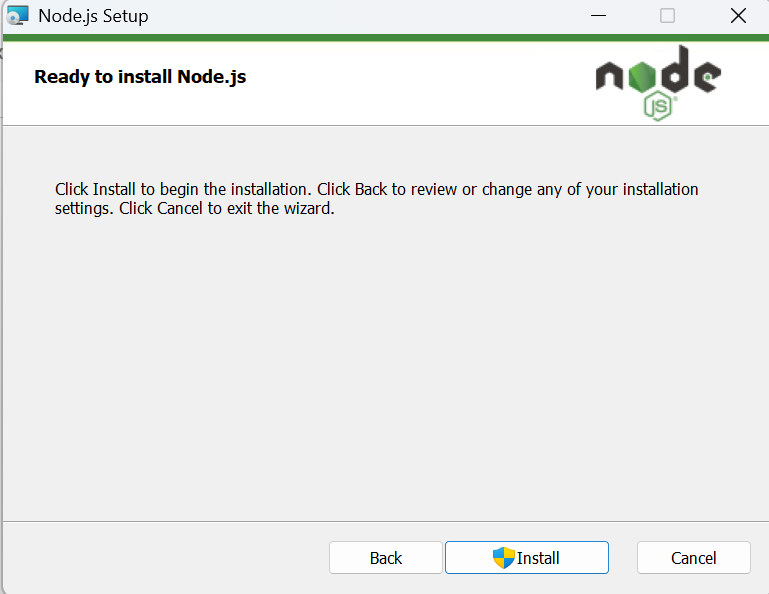 Node.js Setup
Ready to install Node.js
node
JS
Click Install to begin the installation. Click Back to review or change any of your installation
settings. Click Cancel to exit the wizard.
Back
Install
Cancel